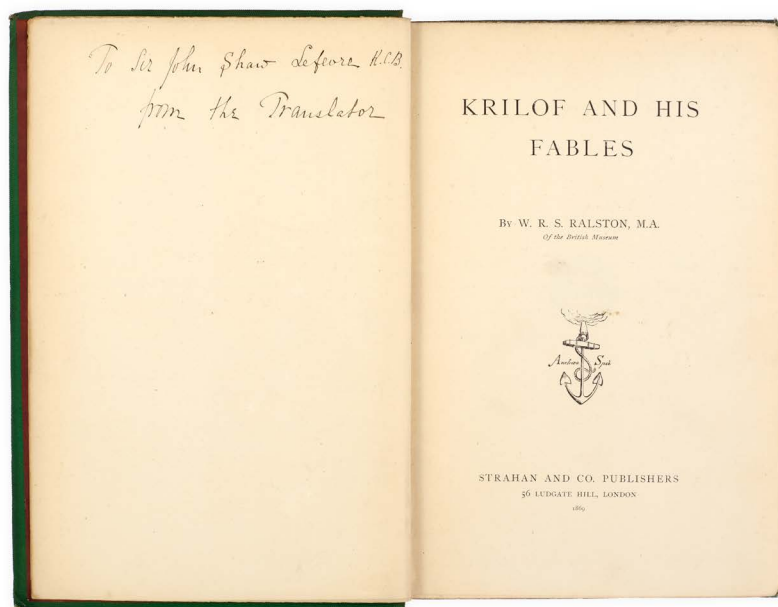 To Sir John Shaw Lefevre K.C.B.
from the Translator
KRILOF AND HIS
FABLES
By W. R. S. RALSTON, M.A.
Of the British Museum
Anchora Spei
STRAHAN AND CO. PUBLISHERS
56 LUDGATE HILL, LONDON
1869